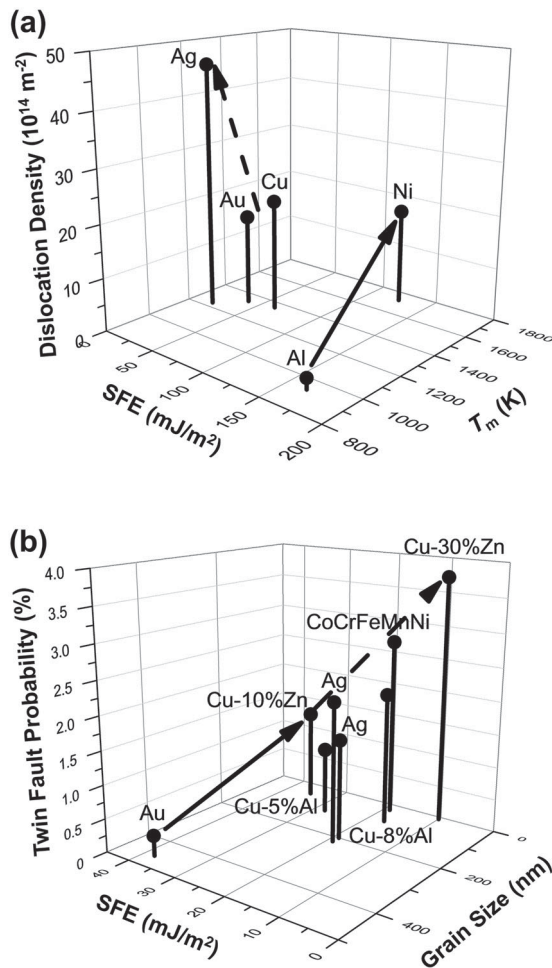 (a)
50
40
30
20
10
0
Dislocation Density (10¹⁴ m⁻²)
Ag
Au
Cu
Ni
Al
50
100
150
200
SFE (mJ/m²)
800
1000
1200
1400
1600
1800
Tm (K)
(b)
4.0
3.5
3.0
2.5
2.0
1.5
1.0
0.5
0
Twin Fault Probability (%)
Cu-30%Zn
CoCrFeMnNi
Ag
Cu-10%Zn
Ag
Au
Cu-5%Al
Cu-8%Al
40
30
20
10
0
SFE (mJ/m²)
400
200
0
Grain Size (nm)